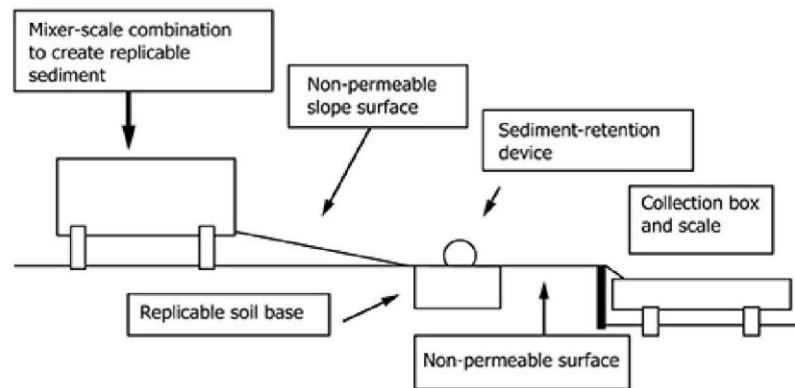 Mixer-scale combination
to create replicable
sediment
Non-permeable
slope surface
Sediment-retention
device
Collection box
and scale
Replicable soil base
Non-permeable surface